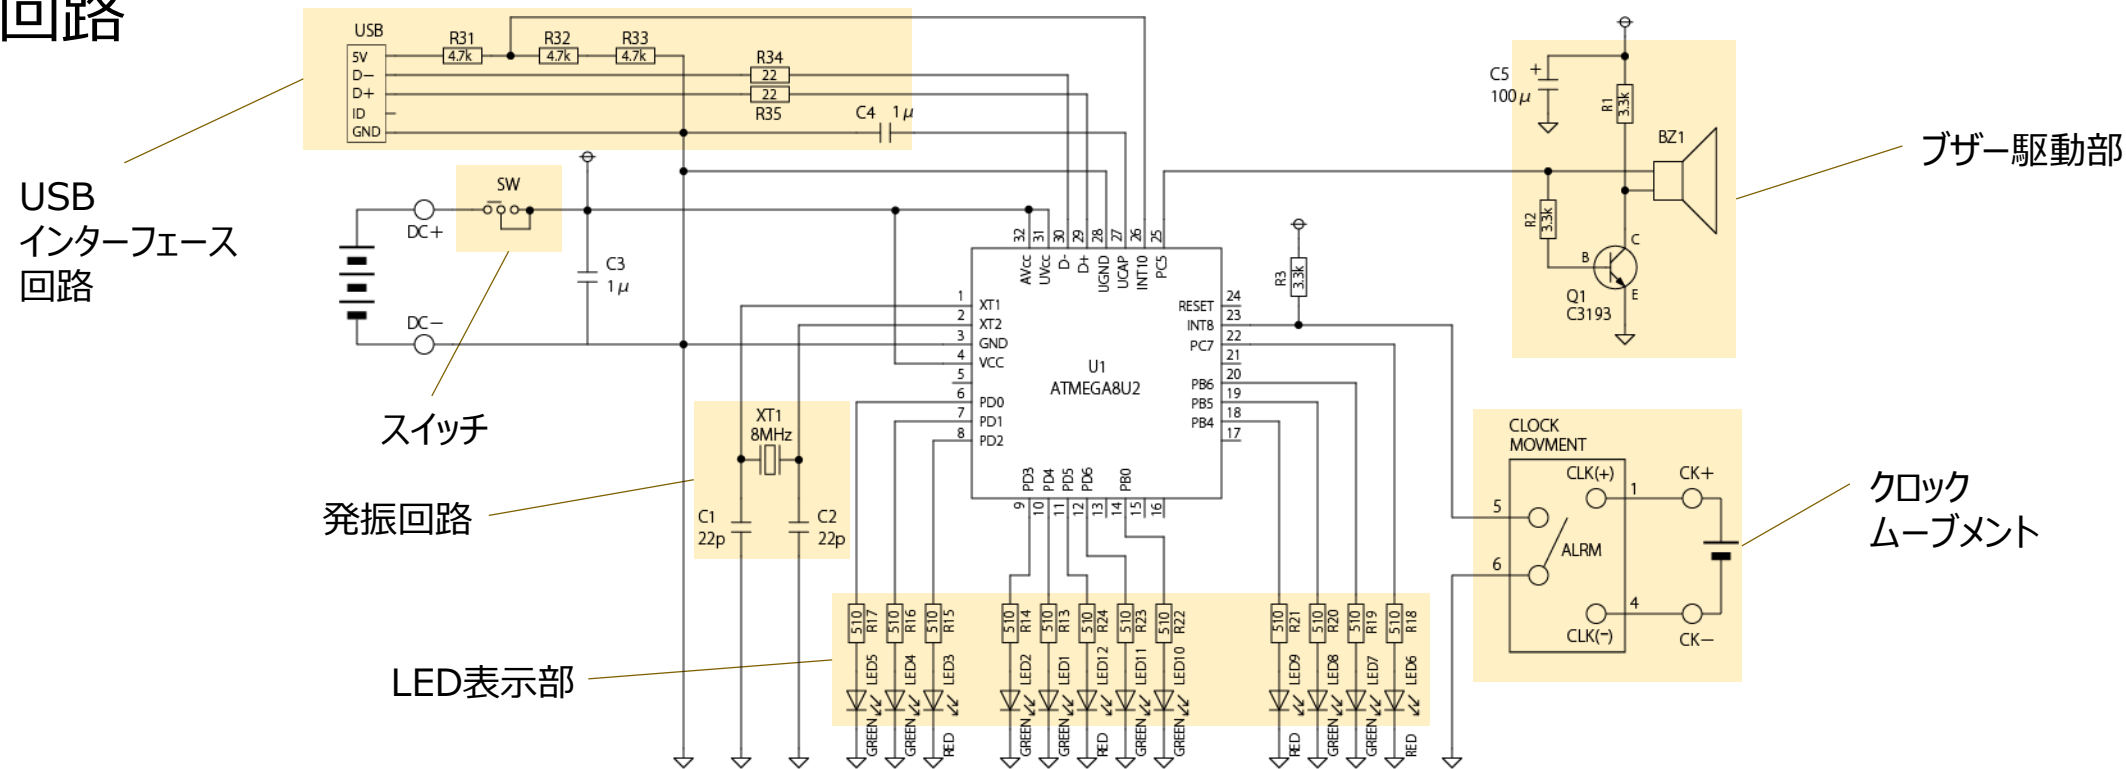 回路
USB
5V
D−
D+
ID
GND
R31
4.7k
R32
4.7k
R33
4.7k
R34
22
22
R35
C4 1μ
USB
インターフェース
回路
SW
DC+
DC−
C3
1μ
スイッチ
XT1
8MHz
C1
22p
C2
22p
発振回路
32 31 30 29 28 27 26 25
AVcc UVcc D- D+ UGND UCAP INT10 PC5
1 XT1
2 XT2
3 GND
4 VCC
5
6 PD0
7 PD1
8 PD2
U1
ATMEGA8U2
RESET 24
INT8 23
PC7 22
21
PB6 20
PB5 19
PB4 18
17
PD3 PD4 PD5 PD6 PB0
9 10 11 12 13 14 15 16
R3
3.3k
C5 +
100μ
R1
3.3k
BZ1
R2
3.3k
C
B
E
Q1
C3193
ブザー駆動部
CLOCK
MOVMENT
CLK(+)
1
CK+
5
ALRM
6
4
CLK(−)
CK−
クロック
ムーブメント
LED表示部
510 R17 510 R16 510 R15 510 R14 510 R13 510 R24 510 R23 510 R22 510 R21 510 R20 510 R19 510 R18
LED5 LED4 LED3 LED2 LED1 LED12 LED11 LED10 LED9 LED8 LED7 LED6
GREEN GREEN RED GREEN GREEN RED GREEN GREEN RED GREEN GREEN RED